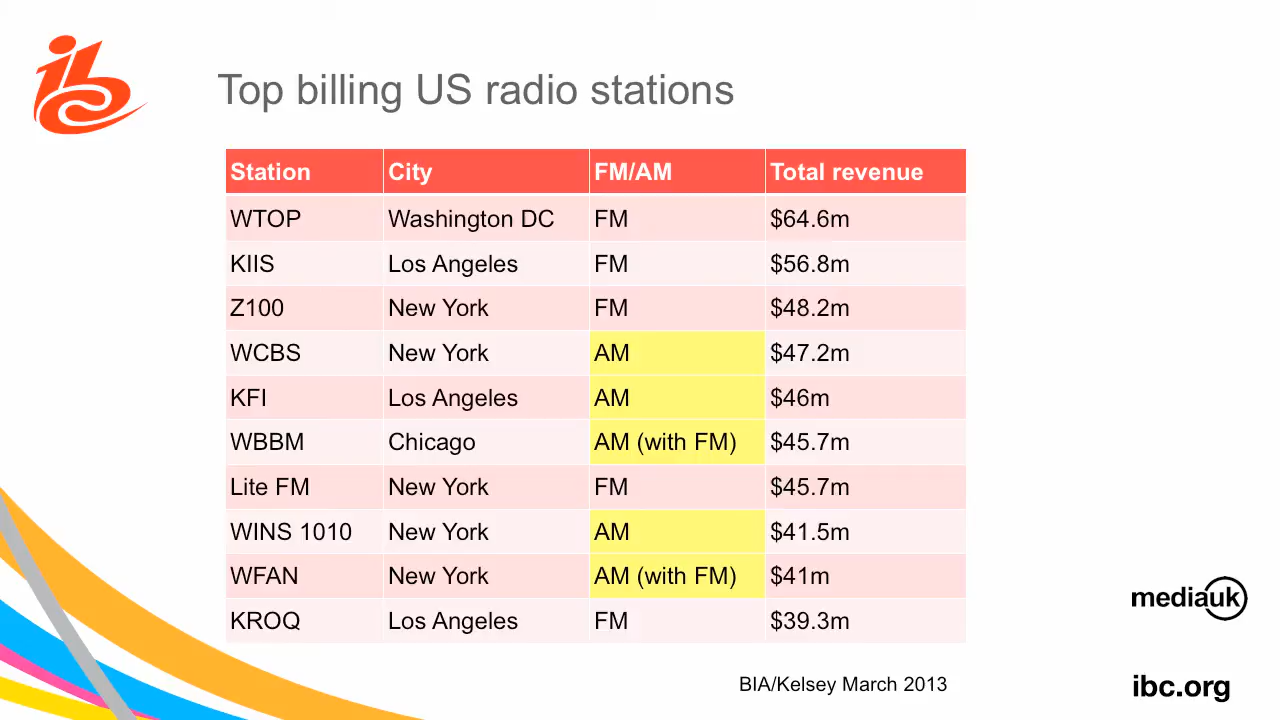 ibc
Top billing US radio stations
Station City FM/AM Total revenue
WTOP Washington DC FM $64.6m
KIIS Los Angeles FM $56.8m
Z100 New York FM $48.2m
WCBS New York AM $47.2m
KFI Los Angeles AM $46m
WBBM Chicago AM (with FM) $45.7m
Lite FM New York FM $45.7m
WINS 1010 New York AM $41.5m
WFAN New York AM (with FM) $41m
KROQ Los Angeles FM $39.3m
mediauk
BIA/Kelsey March 2013
ibc.org